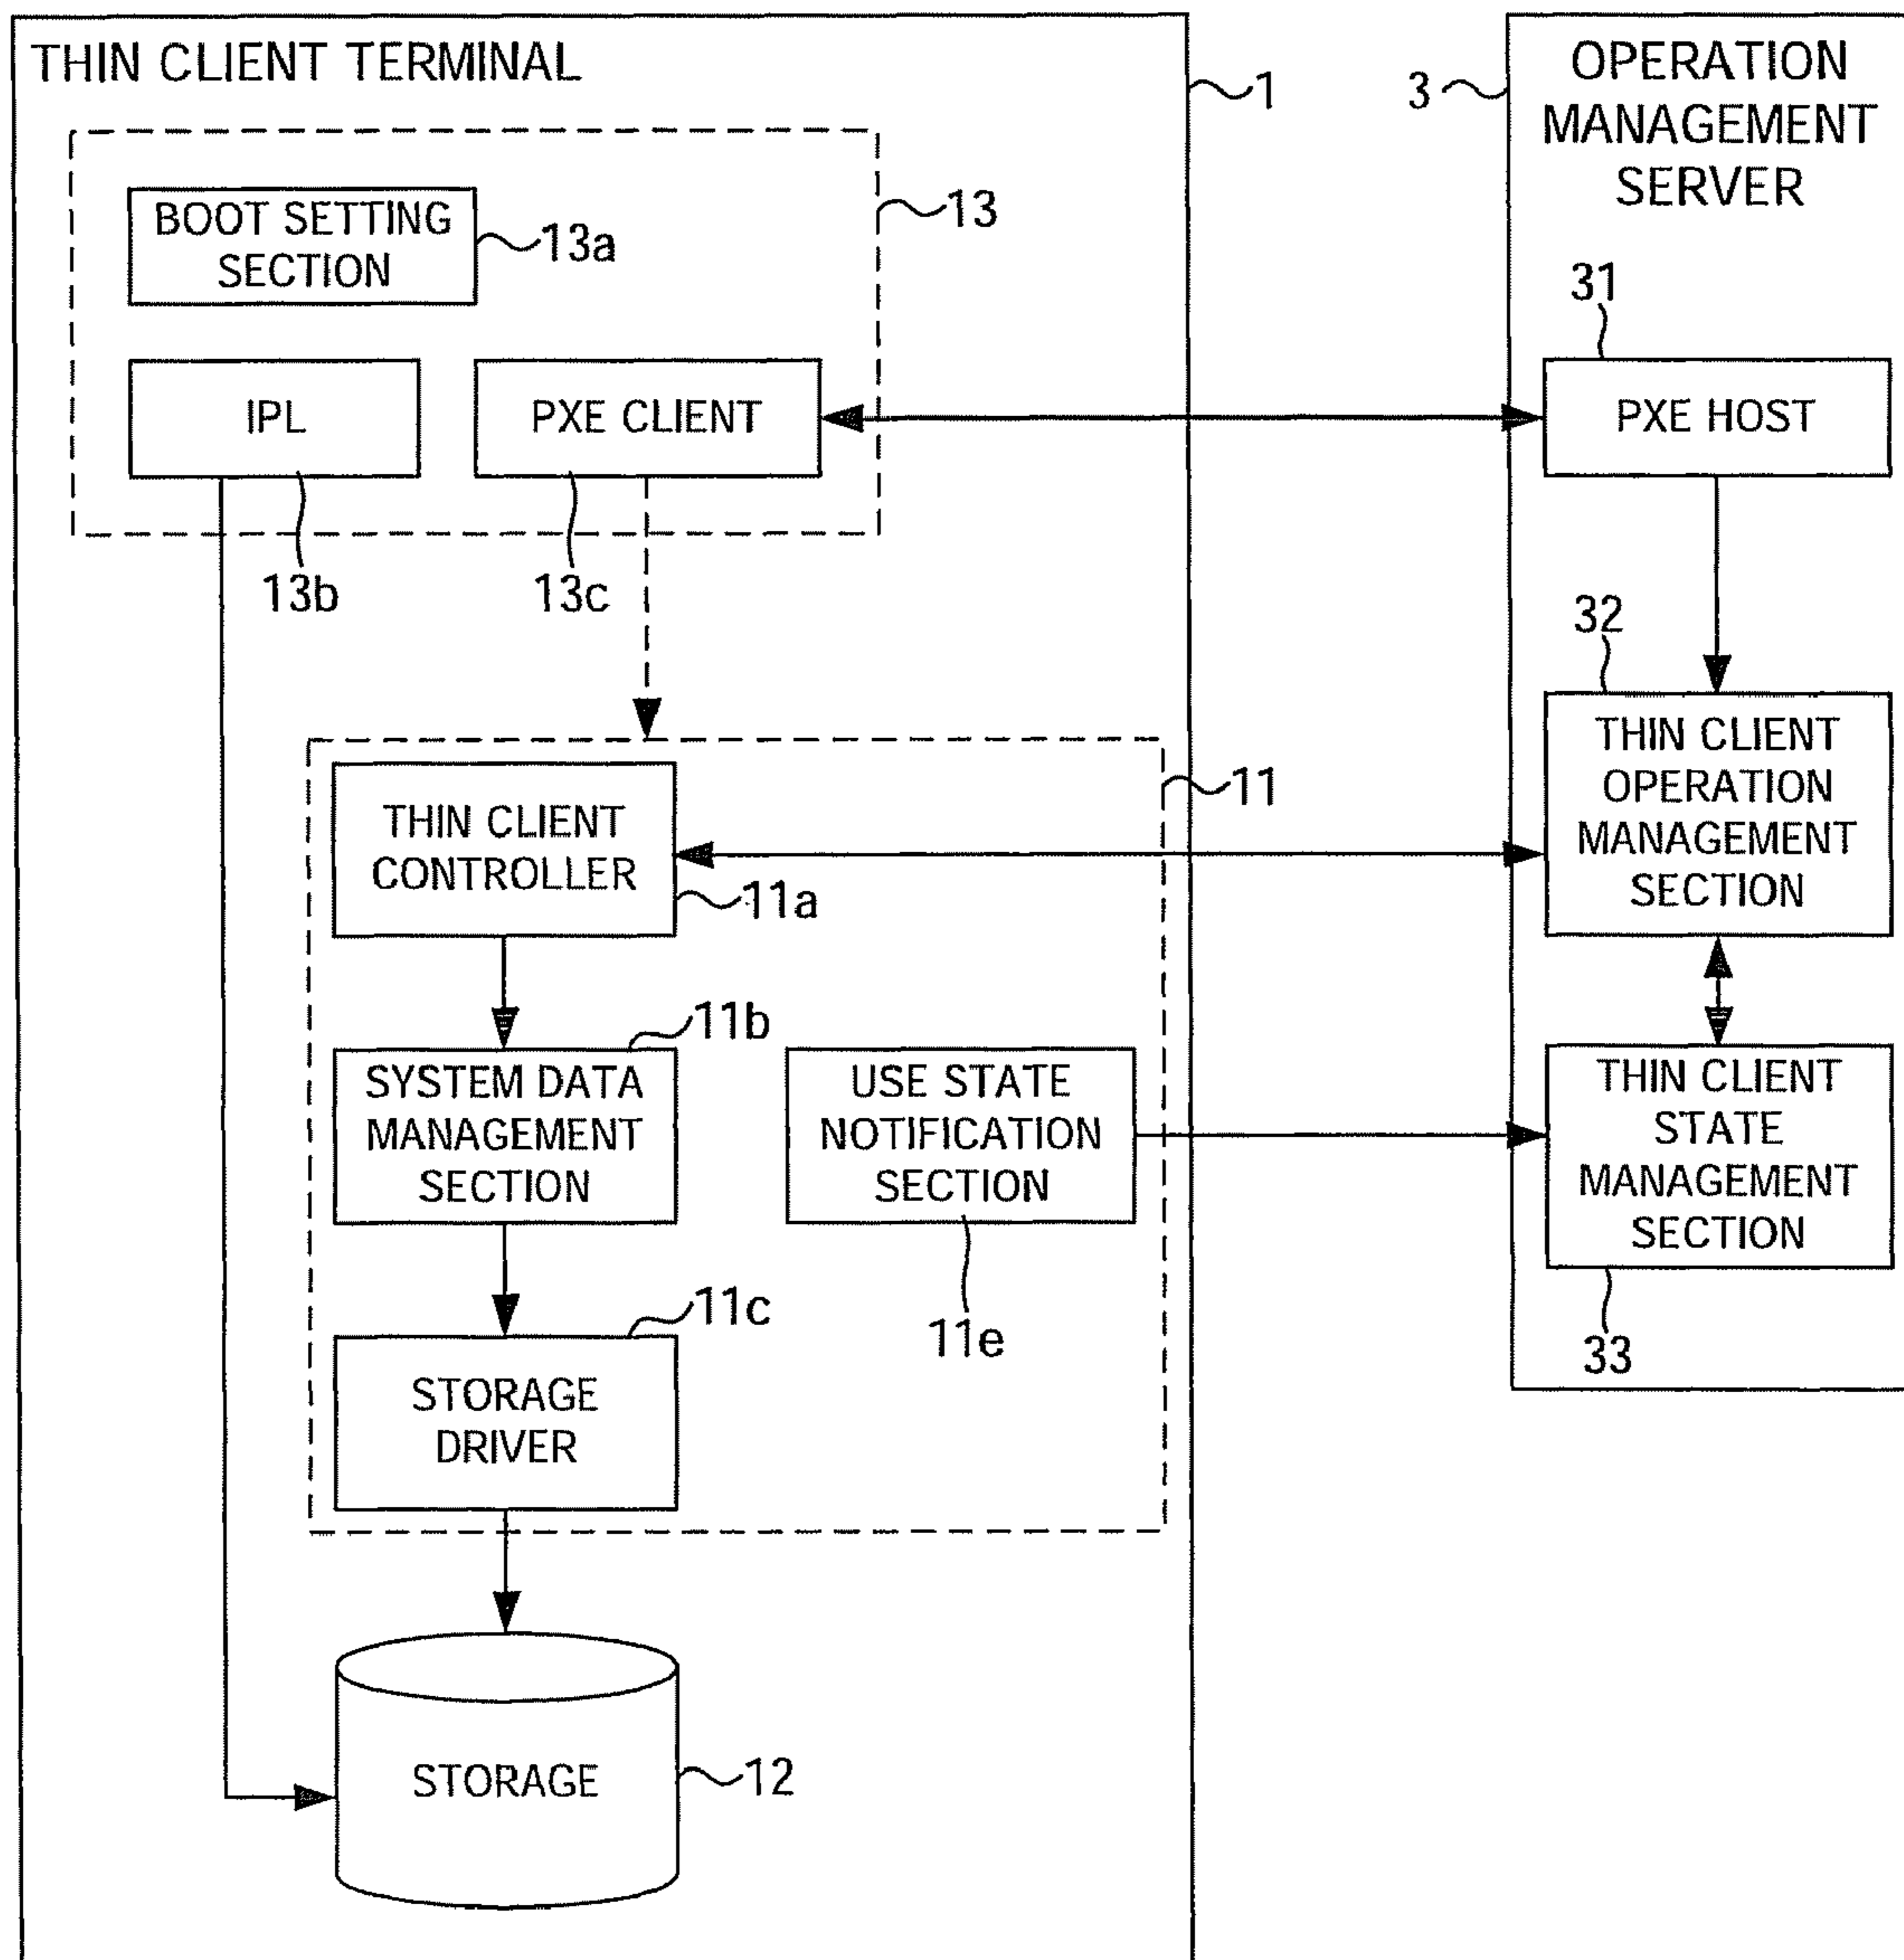 THIN CLIENT TERMINAL
1
13
BOOT SETTING
SECTION
13a
IPL
13b
PXE CLIENT
13c
11
THIN CLIENT
CONTROLLER
11a
11b
SYSTEM DATA
MANAGEMENT
SECTION
USE STATE
NOTIFICATION
SECTION
11e
11c
STORAGE
DRIVER
STORAGE
12
3
OPERATION
MANAGEMENT
SERVER
31
PXE HOST
32
THIN CLIENT
OPERATION
MANAGEMENT
SECTION
THIN CLIENT
STATE
MANAGEMENT
SECTION
33